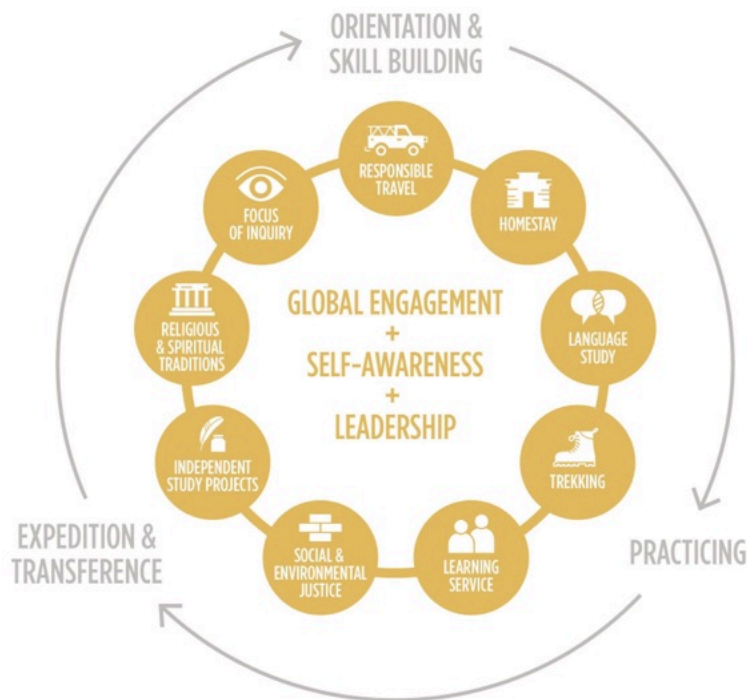 ORIENTATION &
SKILL BUILDING
RESPONSIBLE
TRAVEL
HOMESTAY
LANGUAGE
STUDY
TREKKING
LEARNING
SERVICE
SOCIAL &
ENVIRONMENTAL
JUSTICE
INDEPENDENT
STUDY PROJECTS
RELIGIOUS
& SPIRITUAL
TRADITIONS
FOCUS
OF INQUIRY
GLOBAL ENGAGEMENT
+
SELF-AWARENESS
+
LEADERSHIP
PRACTICING
EXPEDITION &
TRANSFERENCE